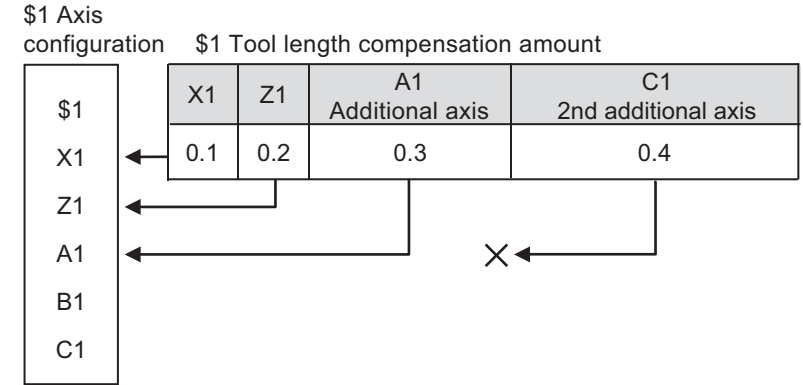 $1 Axis
configuration $1 Tool length compensation amount
$1
X1
Z1
A1
B1
C1
X1 Z1 A1 C1
Additional axis 2nd additional axis
0.1 0.2 0.3 0.4